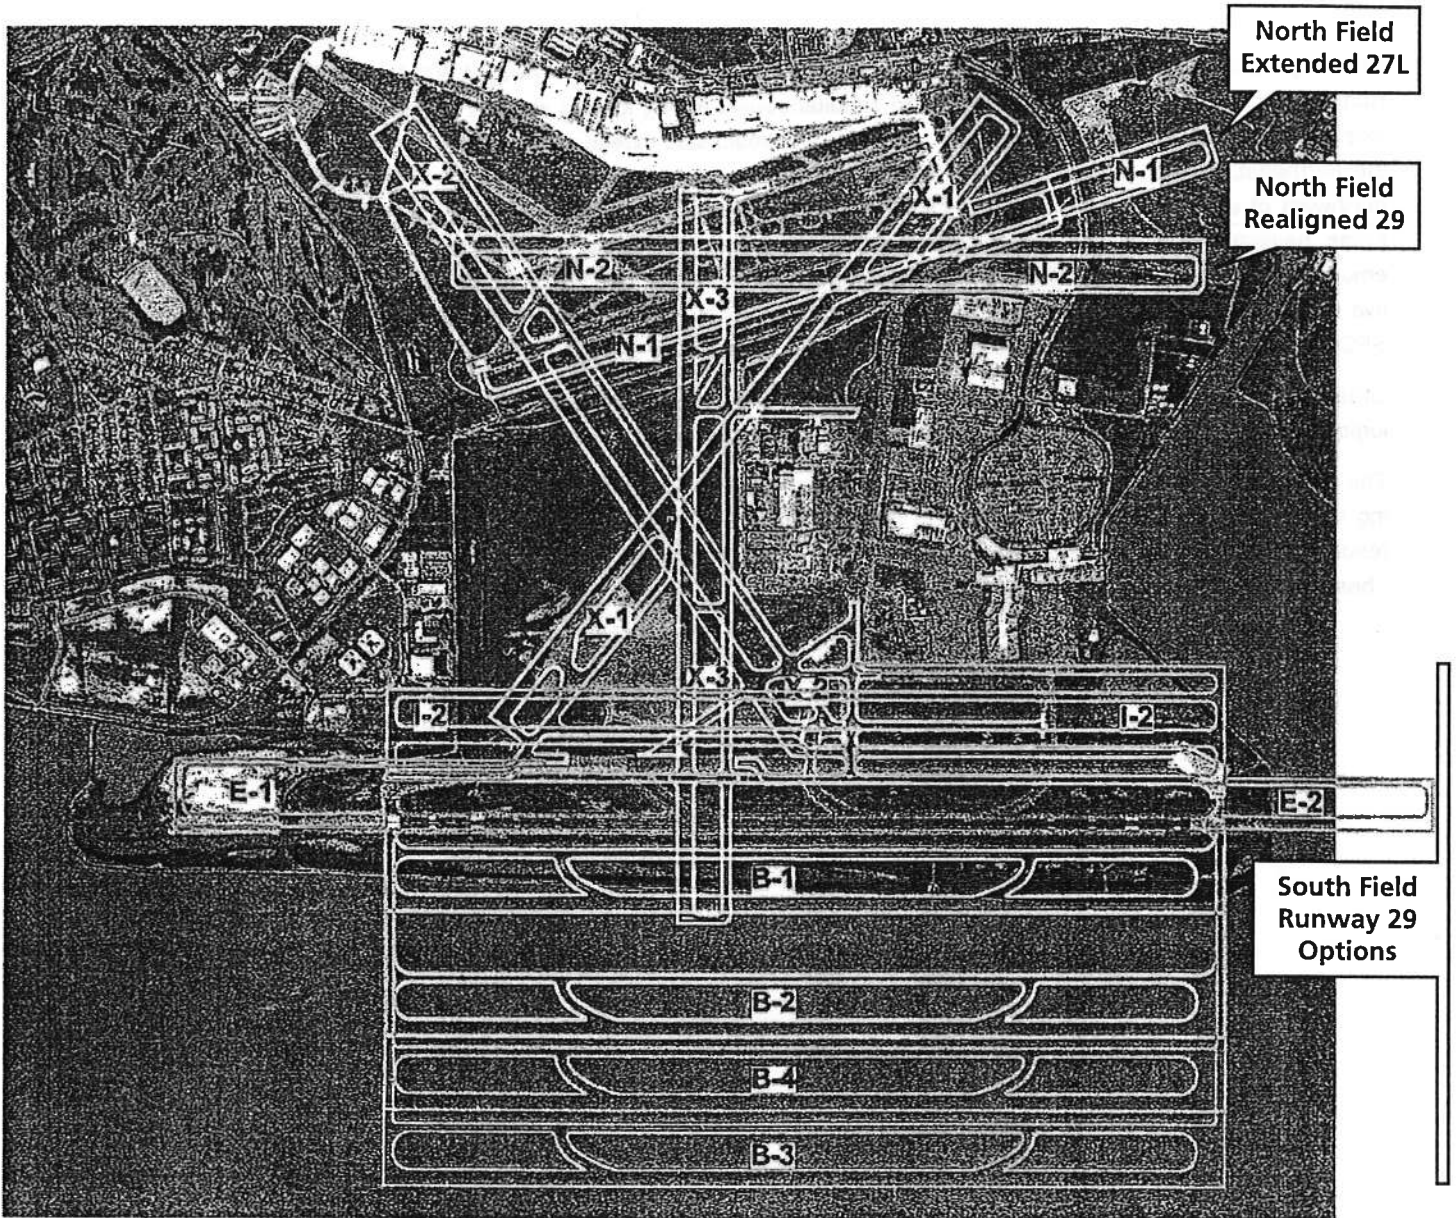 North Field
Extended 27L
North Field
Realigned 29
X-2
X-1
N-1
N-2
N-2
X-3
N-1
X-1
X-3
I-2
I-2
E-1
E-2
B-1
South Field
Runway 29
Options
B-2
B-4
B-3